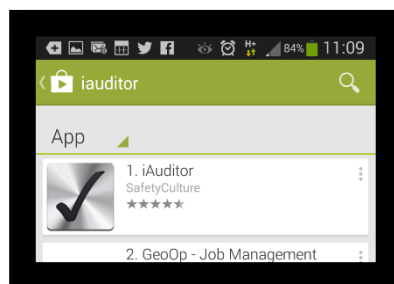 H+ 84% 11:09
iauditor
App
1. iAuditor
SafetyCulture
2. GeoOp - Job Management